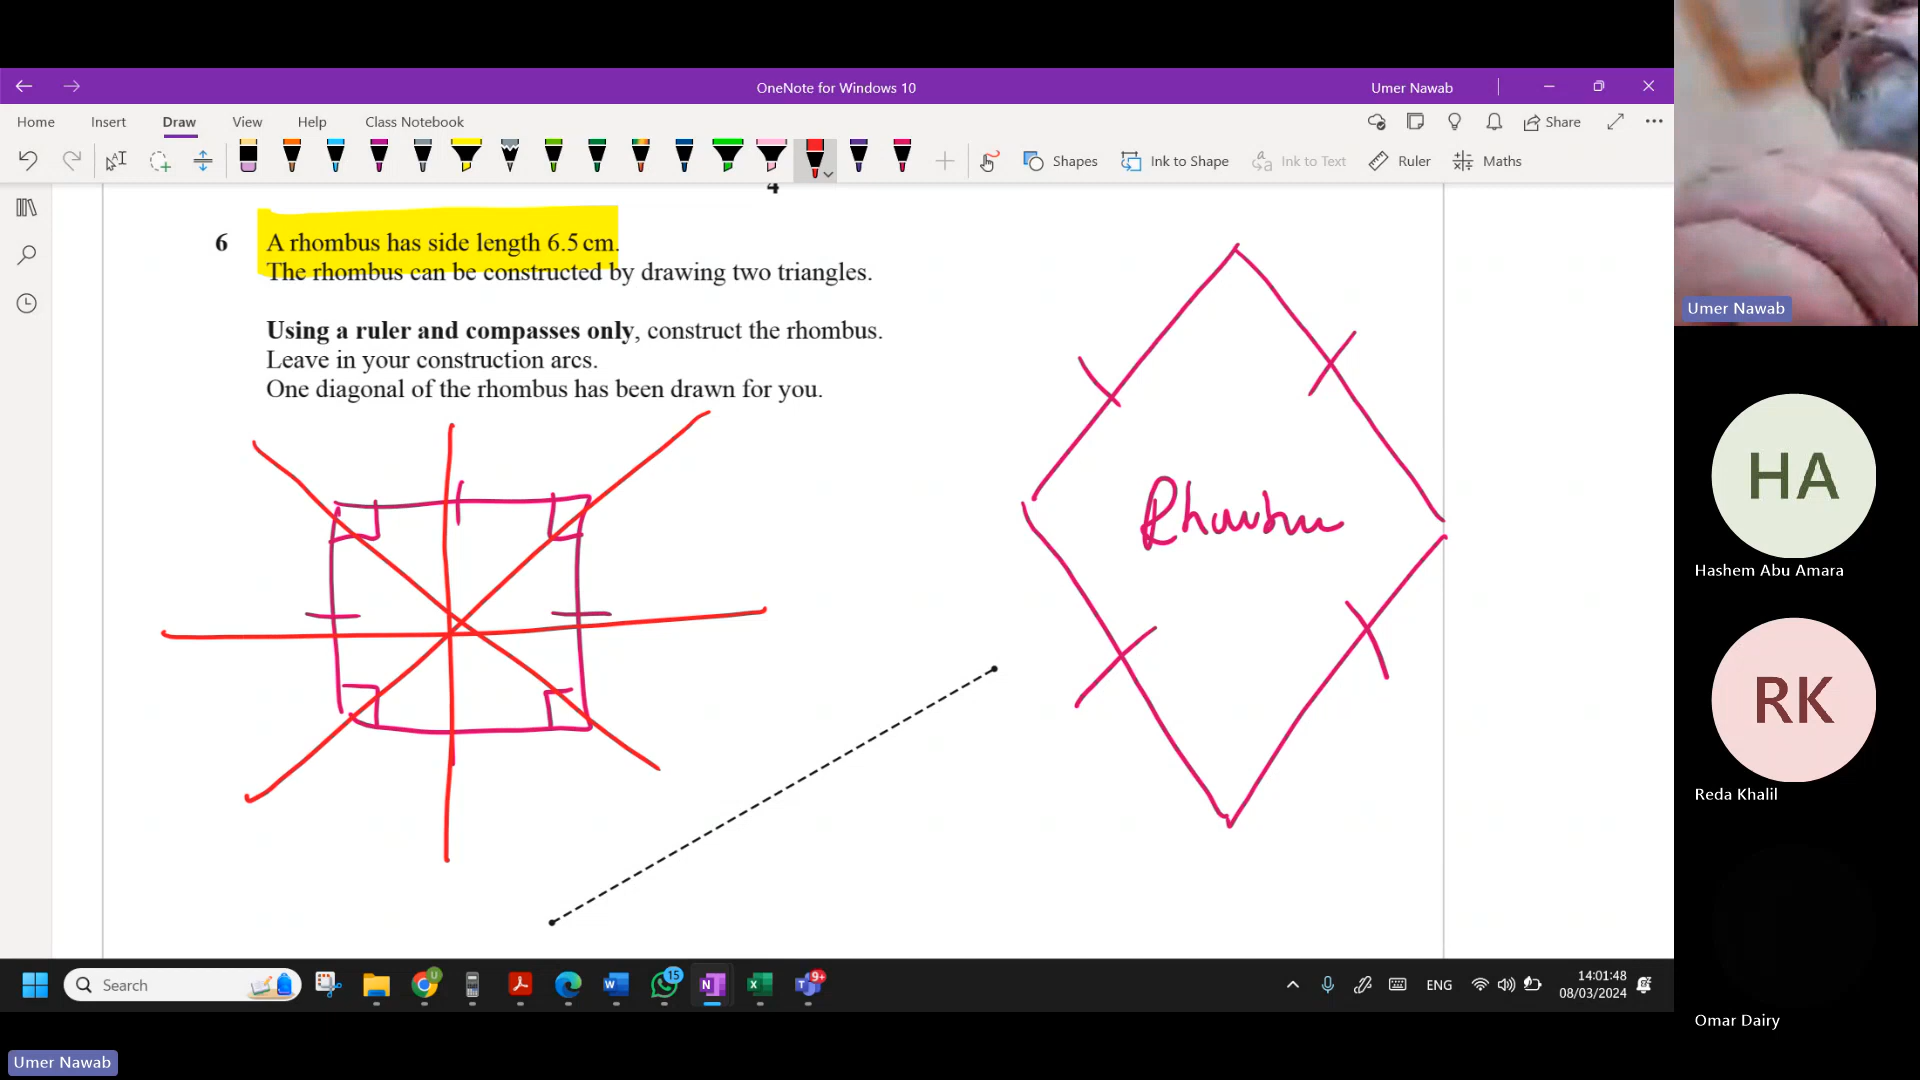 OneNote for Windows 10
Umer Nawab
Home
Insert
Draw
View
Help
Class Notebook
Share
Shapes
Ink to Shape
Ink to Text
Ruler
Maths
4
6 A rhombus has side length 6.5 cm.
The rhombus can be constructed by drawing two triangles.
Using a ruler and compasses only, construct the rhombus.
Leave in your construction arcs.
One diagonal of the rhombus has been drawn for you.
Umer Nawab
HA
Hashem Abu Amara
RK
Reda Khalil
Omar Dairy
Search
U
15
9+
ENG
14:01:48
08/03/2024
Umer Nawab